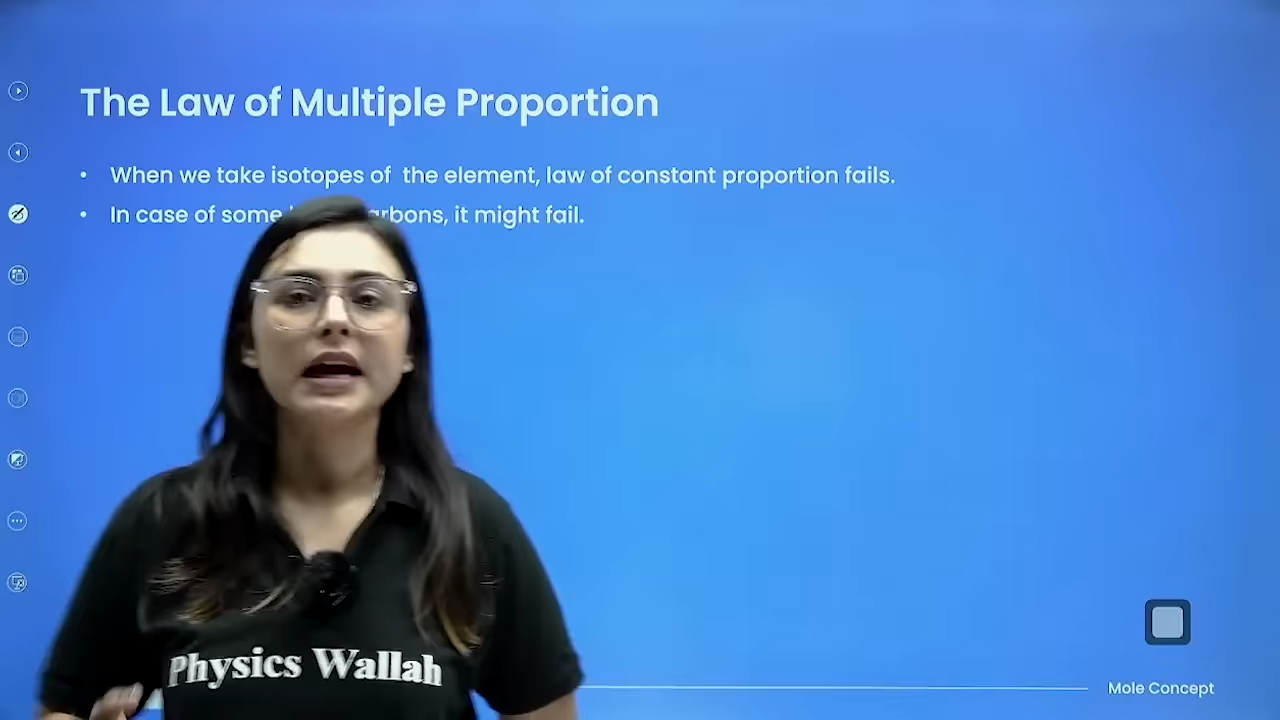 The Law of Multiple Proportion
• When we take isotopes of the element, law of constant proportion fails.
• In case of some arbons, it might fail.
Physics Wallah
Mole Concept